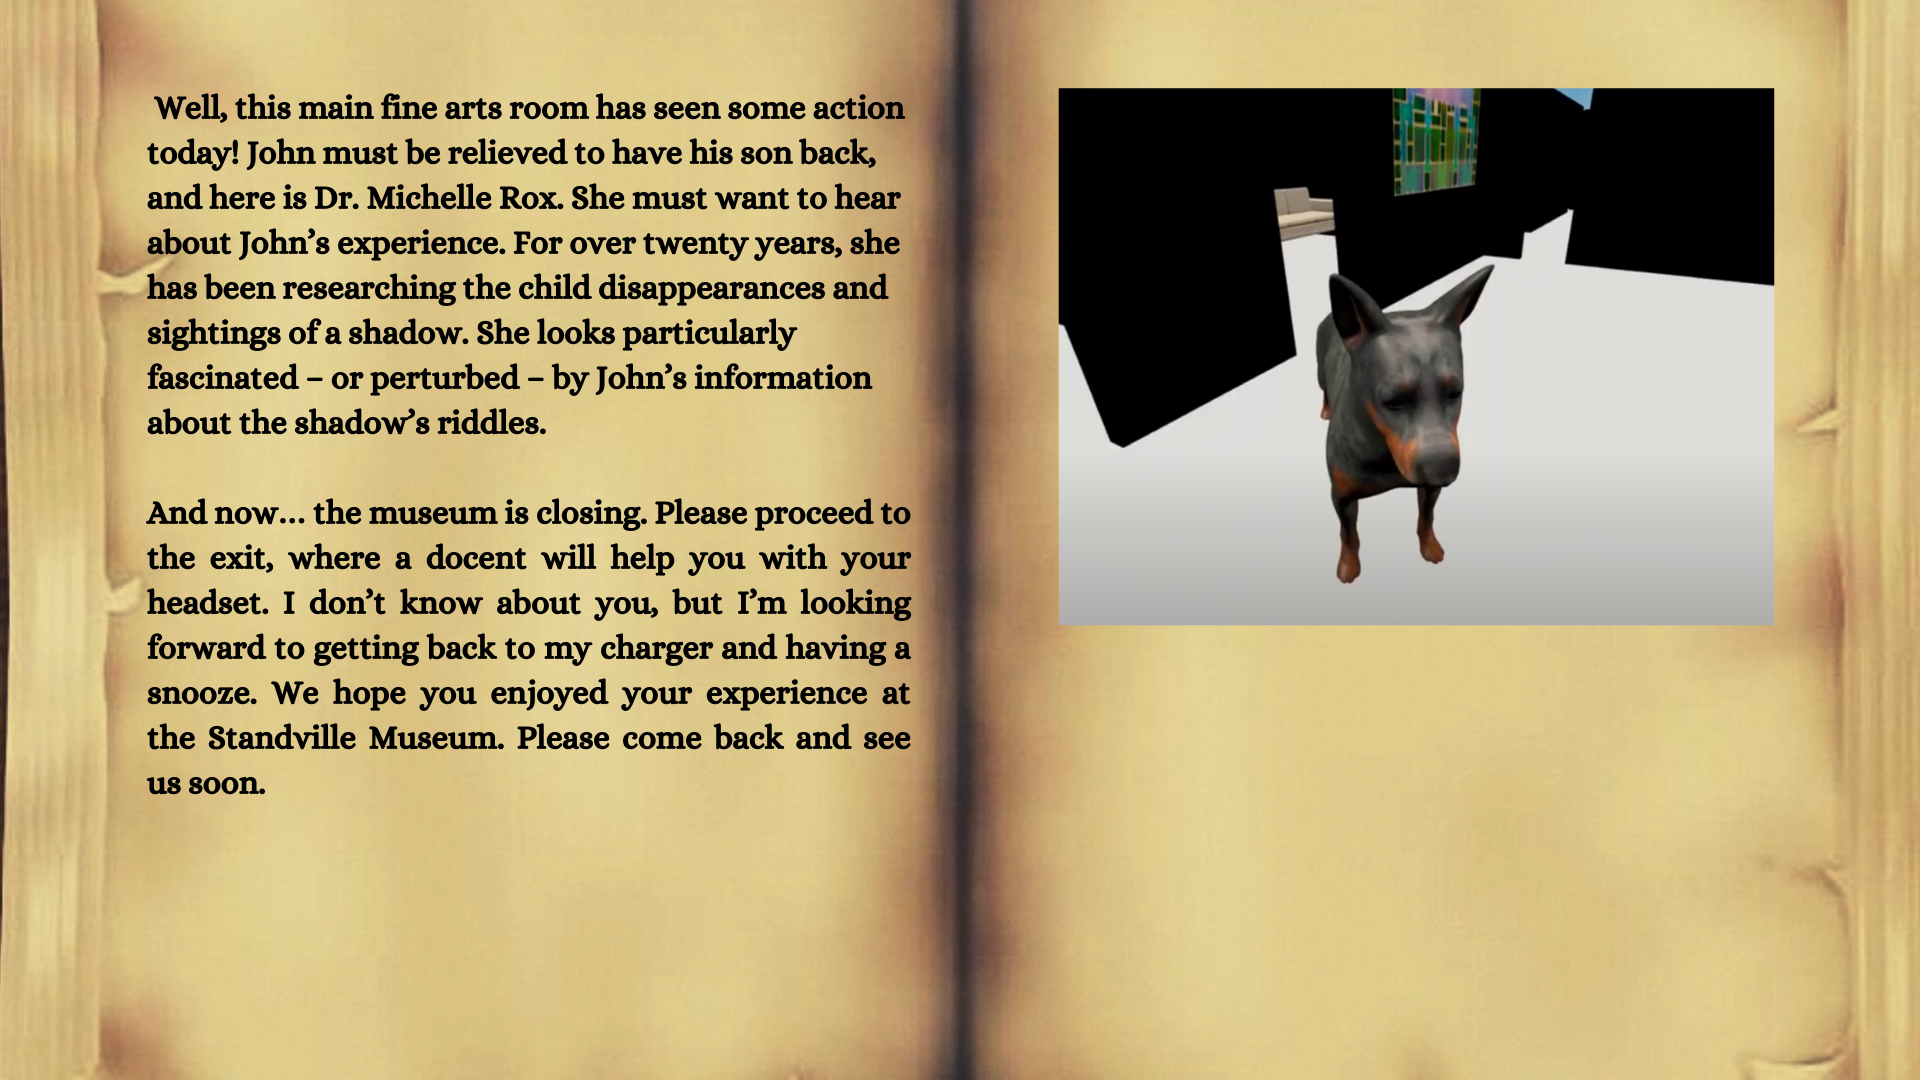 Well, this main fine arts room has seen some action
today! John must be relieved to have his son back,
and here is Dr. Michelle Rox. She must want to hear
about John’s experience. For over twenty years, she
has been researching the child disappearances and
sightings of a shadow. She looks particularly
fascinated – or perturbed – by John’s information
about the shadow’s riddles.
And now… the museum is closing. Please proceed to
the exit, where a docent will help you with your
headset. I don’t know about you, but I’m looking
forward to getting back to my charger and having a
snooze. We hope you enjoyed your experience at
the Standville Museum. Please come back and see
us soon.